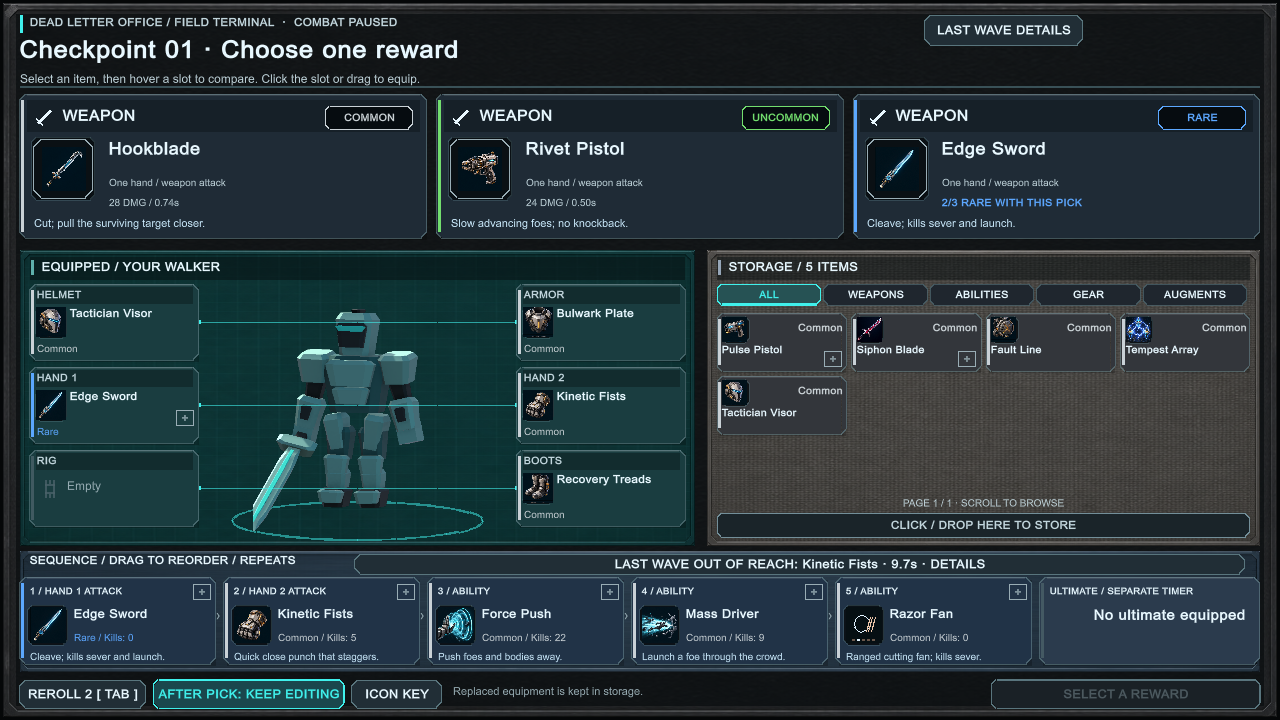 DEAD LETTER OFFICE / FIELD TERMINAL · COMBAT PAUSED
LAST WAVE DETAILS
Checkpoint 01 · Choose one reward
Select an item, then hover a slot to compare. Click the slot or drag to equip.
WEAPON
COMMON
Hookblade
One hand / weapon attack
28 DMG / 0.74s
Cut; pull the surviving target closer.
WEAPON
UNCOMMON
Rivet Pistol
One hand / weapon attack
24 DMG / 0.50s
Slow advancing foes; no knockback.
WEAPON
RARE
Edge Sword
One hand / weapon attack
2/3 RARE WITH THIS PICK
Cleave; kills sever and launch.
EQUIPPED / YOUR WALKER
HELMET
Tactician Visor
Common
HAND 1
Edge Sword
+
Rare
RIG
Empty
ARMOR
Bulwark Plate
Common
HAND 2
Kinetic Fists
Common
BOOTS
Recovery Treads
Common
STORAGE / 5 ITEMS
ALL
WEAPONS
ABILITIES
GEAR
AUGMENTS
Common
Pulse Pistol
+
Common
Siphon Blade
+
Common
Fault Line
Common
Tempest Array
Common
Tactician Visor
PAGE 1 / 1 · SCROLL TO BROWSE
CLICK / DROP HERE TO STORE
SEQUENCE / DRAG TO REORDER / REPEATS
LAST WAVE OUT OF REACH: Kinetic Fists · 9.7s · DETAILS
1 / HAND 1 ATTACK
+
Edge Sword
Rare / Kills: 0
Cleave; kills sever and launch.
2 / HAND 2 ATTACK
+
Kinetic Fists
Common / Kills: 5
Quick close punch that staggers.
3 / ABILITY
+
Force Push
Common / Kills: 22
Push foes and bodies away.
4 / ABILITY
+
Mass Driver
Common / Kills: 9
Launch a foe through the crowd.
5 / ABILITY
+
Razor Fan
Common / Kills: 0
Ranged cutting fan; kills sever.
ULTIMATE / SEPARATE TIMER
No ultimate equipped
REROLL 2 [ TAB ]
AFTER PICK: KEEP EDITING
ICON KEY
Replaced equipment is kept in storage.
SELECT A REWARD